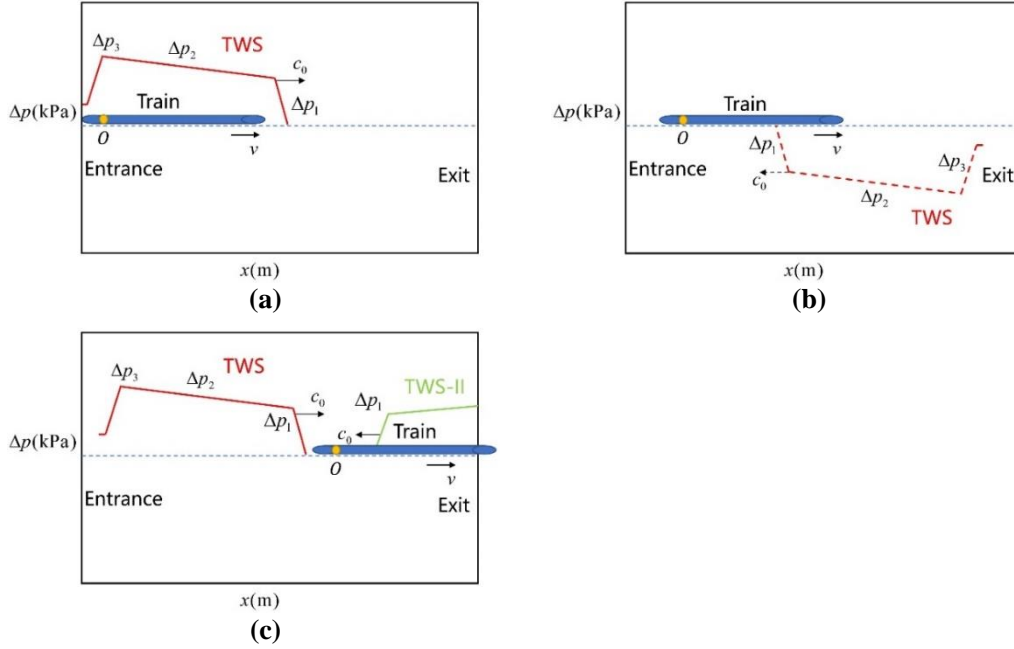 Δp₃
Δp₂
TWS
c₀
Δp(kPa)
Train
Δp₁
O
v
Entrance
Exit
x(m)
(a)
Δp(kPa)
Train
O
v
Entrance
Δp₁
Δp₃
Exit
c₀
Δp₂
TWS
x(m)
(b)
Δp₃
Δp₂
TWS
TWS-II
c₀
Δp₁
Δp₁
c₀
Train
Δp(kPa)
O
v
Entrance
Exit
x(m)
(c)